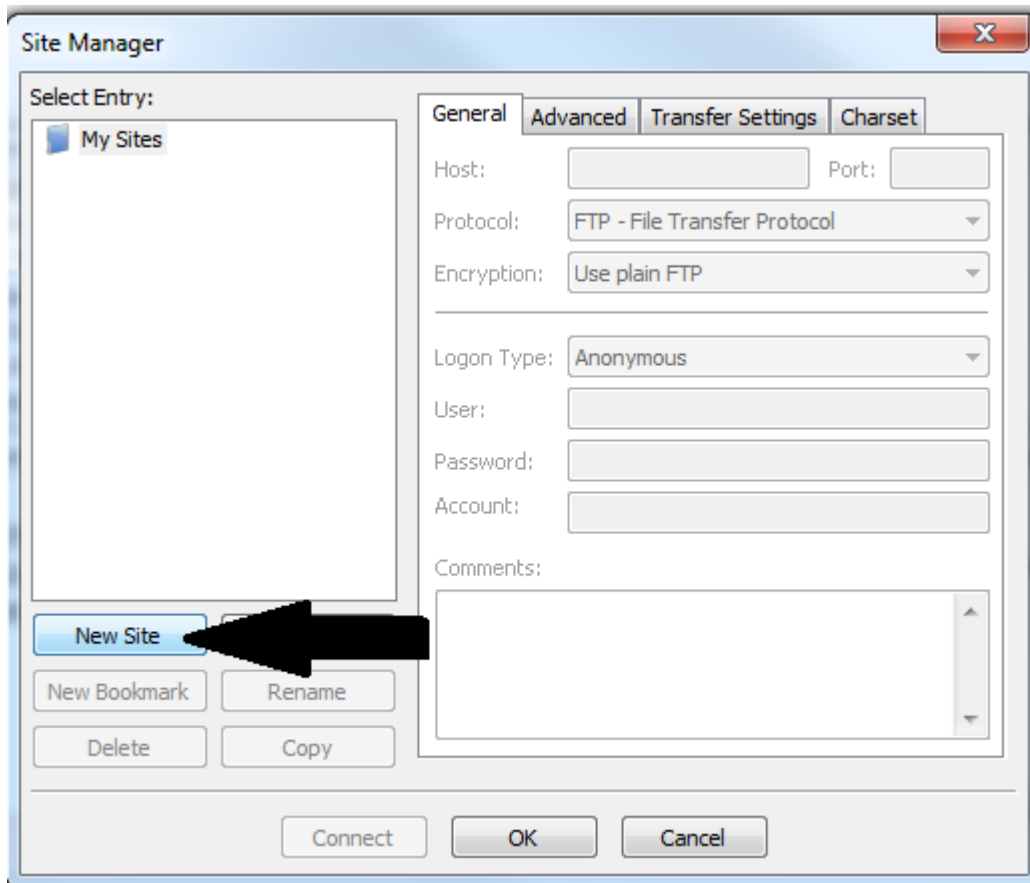 Site Manager
X
Select Entry:
My Sites
General Advanced Transfer Settings Charset
Host: Port:
Protocol: FTP - File Transfer Protocol
Encryption: Use plain FTP
Logon Type: Anonymous
User:
Password:
Account:
Comments:
New Site
New Bookmark Rename
Delete Copy
Connect OK Cancel